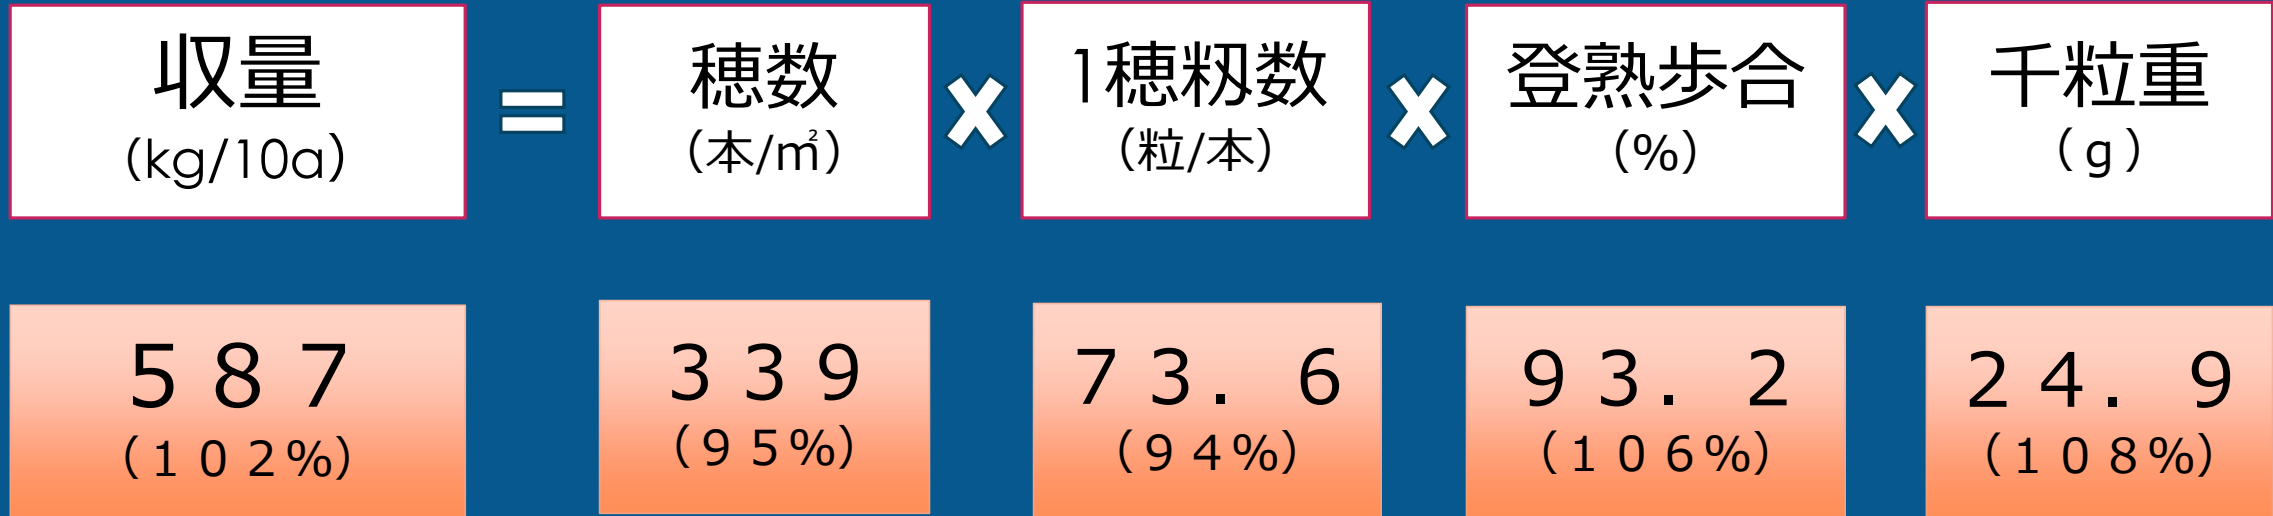 収量 = 穂数 × 1穂籾数 × 登熟歩合 × 千粒重
(kg/10a) (本/㎡) (粒/本) (%) (g)
587 339 73.6 93.2 24.9
(102%) (95%) (94%) (106%) (108%)